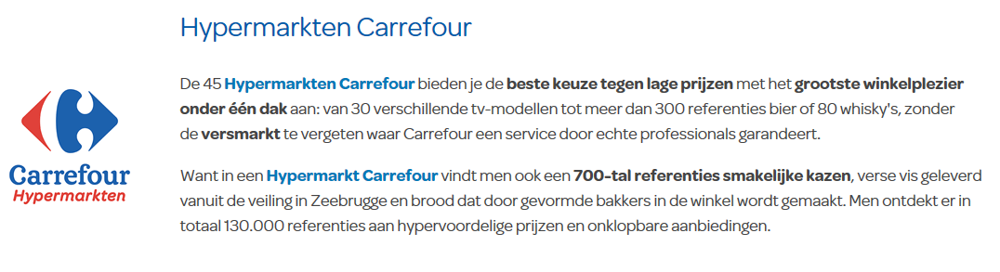 Hypermarkten Carrefour
De 45 Hypermarkten Carrefour bieden je de beste keuze tegen lage prijzen met het grootste winkelplezier
onder één dak aan: van 30 verschillende tv-modellen tot meer dan 300 referenties bier of 80 whisky's, zonder
de versmarkt te vergeten waar Carrefour een service door echte professionals garandeert.
Want in een Hypermarkt Carrefour vindt men ook een 700-tal referenties smakelijke kazen, verse vis geleverd
vanuit de veiling in Zeebrugge en brood dat door gevormde bakkers in de winkel wordt gemaakt. Men ontdekt er in
totaal 130.000 referenties aan hypervoordelige prijzen en onklopbare aanbiedingen.
Carrefour
Hypermarkten